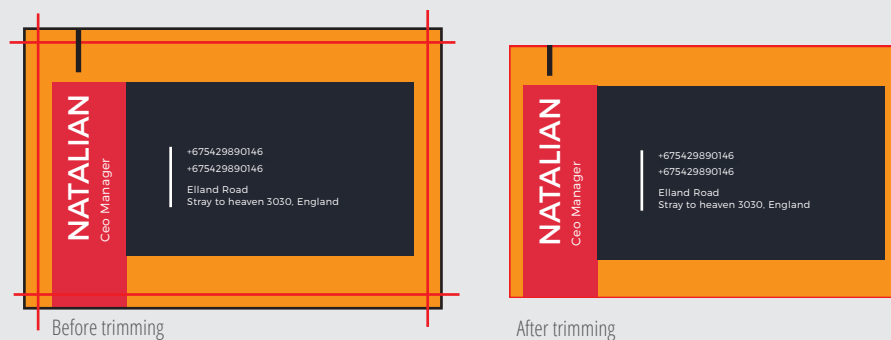 NATALIAN
Ceo Manager
+675429890146
+675429890146
Elland Road
Stray to heaven 3030, England
Before trimming
NATALIAN
Ceo Manager
+675429890146
+675429890146
Elland Road
Stray to heaven 3030, England
After trimming